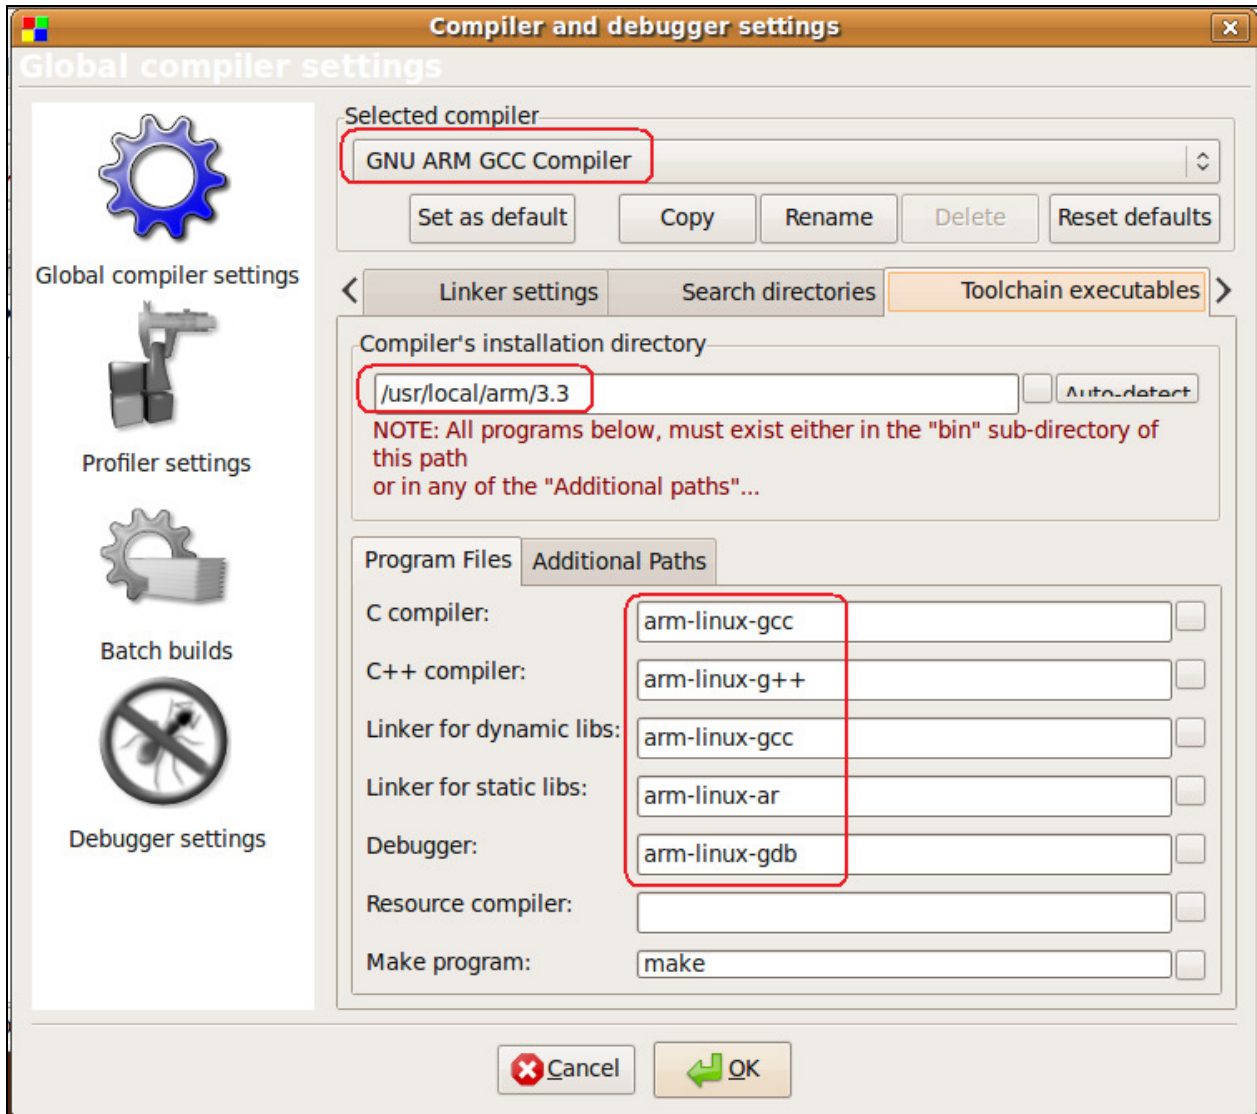 Compiler and debugger settings
Global compiler settings
Global compiler settings
Profiler settings
Batch builds
Debugger settings
Selected compiler
GNU ARM GCC Compiler
Set as default Copy Rename Delete Reset defaults
Linker settings Search directories Toolchain executables
Compiler's installation directory
/usr/local/arm/3.3 Auto-detect
NOTE: All programs below, must exist either in the "bin" sub-directory of
this path
or in any of the "Additional paths"...
Program Files Additional Paths
C compiler: arm-linux-gcc
C++ compiler: arm-linux-g++
Linker for dynamic libs: arm-linux-gcc
Linker for static libs: arm-linux-ar
Debugger: arm-linux-gdb
Resource compiler:
Make program: make
Cancel OK